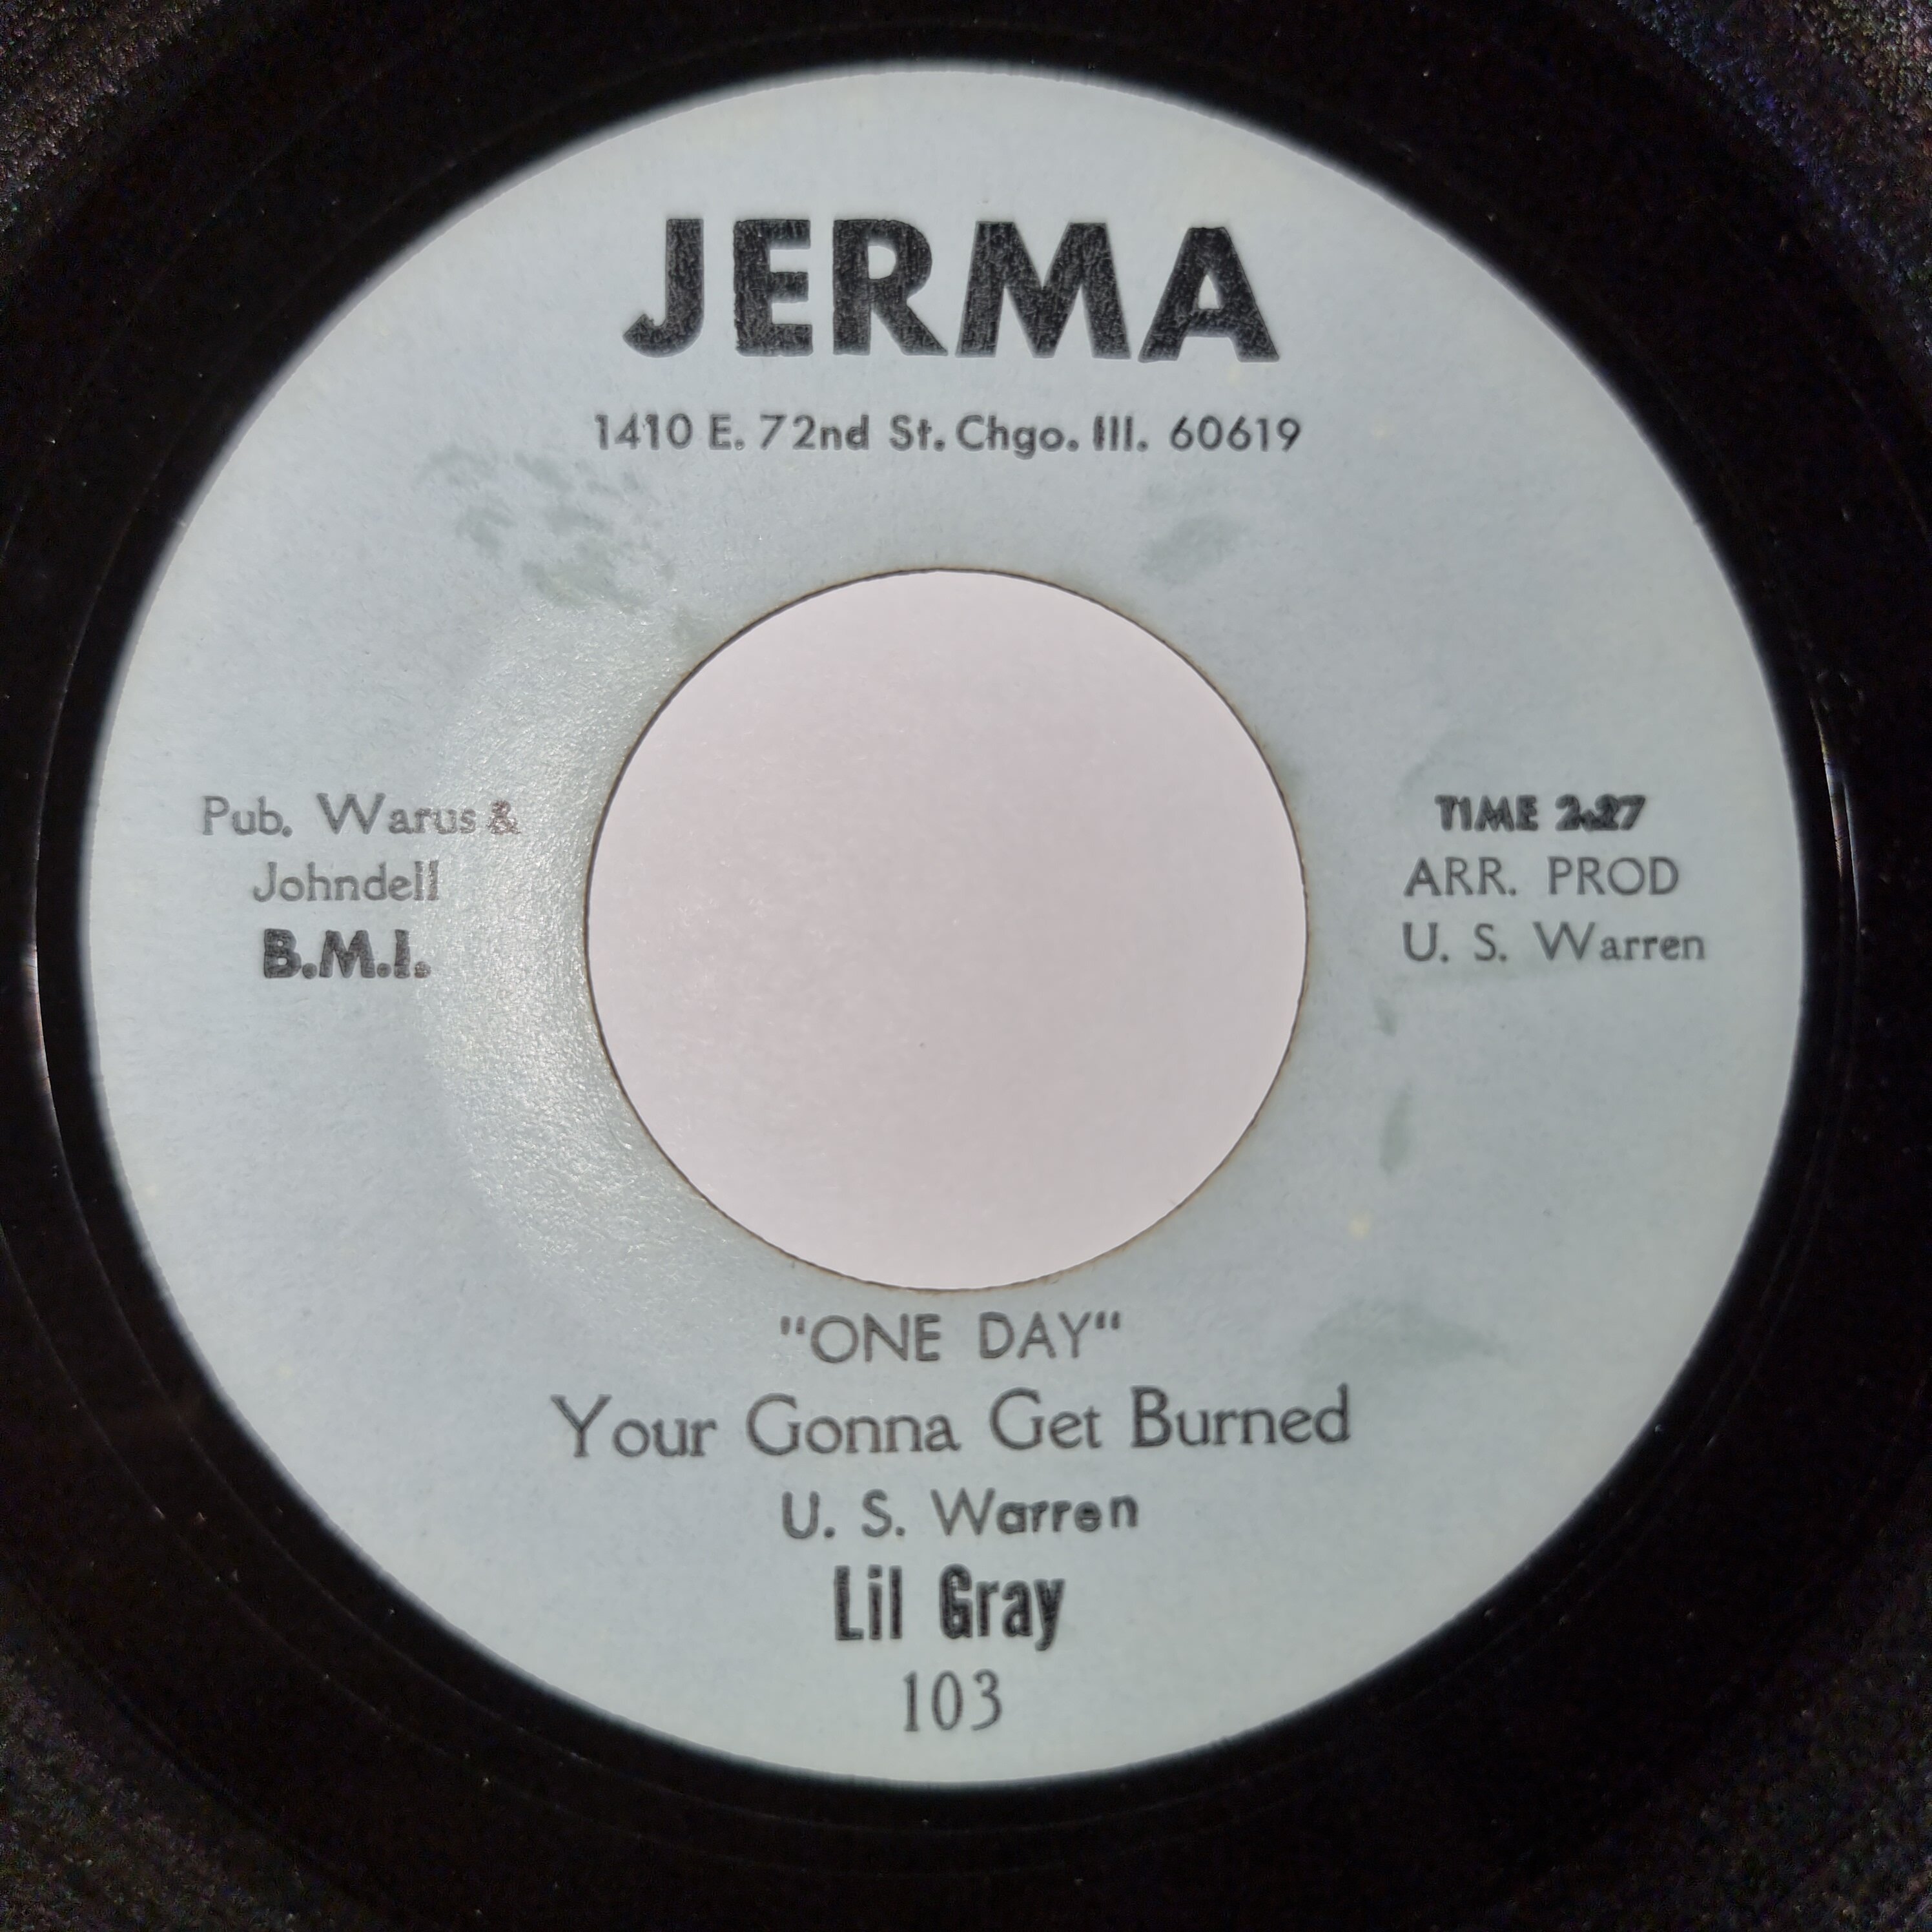 JERMA
1410 E. 72nd St. Chgo. Ill. 60619
Pub. Warus &
Johndell
B.M.I.
TIME 2:27
ARR. PROD
U. S. Warren
"ONE DAY"
Your Gonna Get Burned
U. S. Warren
Lil Gray
103